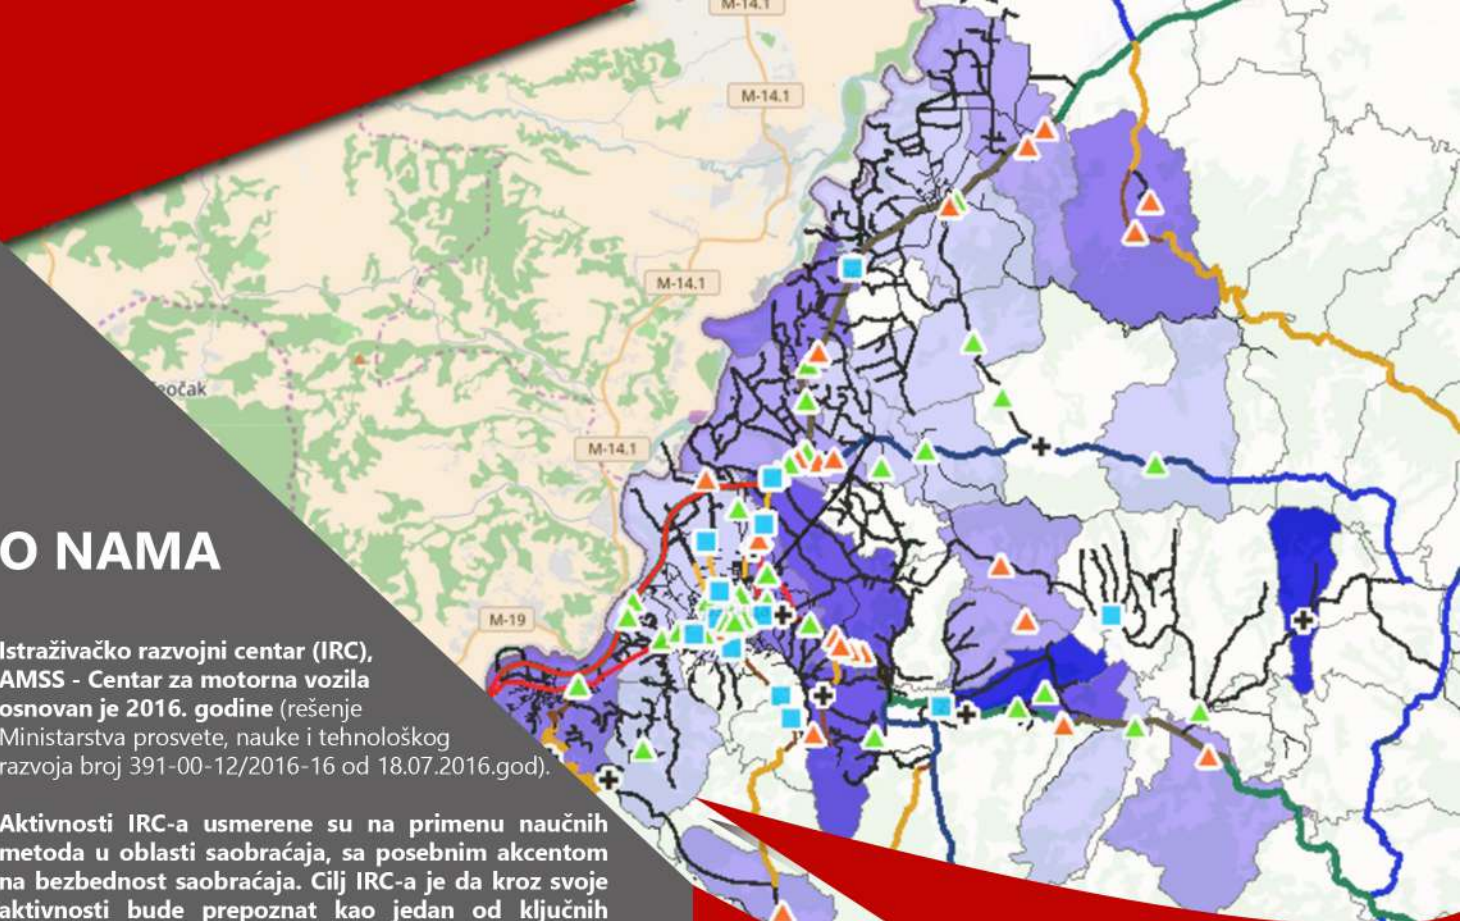 M-14.1
M-14.1
M-14.1
M-14.1
M-19
O NAMA
Istraživačko razvojni centar (IRC),
AMSS - Centar za motorna vozila
osnovan je 2016. godine (rešenje
Ministarstva prosvete, nauke i tehnološkog
razvoja broj 391-00-12/2016-16 od 18.07.2016.god).
Aktivnosti IRC-a usmerene su na primenu naučnih
metoda u oblasti saobraćaja, sa posebnim akcentom
na bezbednost saobraćaja. Cilj IRC-a je da kroz svoje
aktivnosti bude prepoznat kao jedan od ključnih